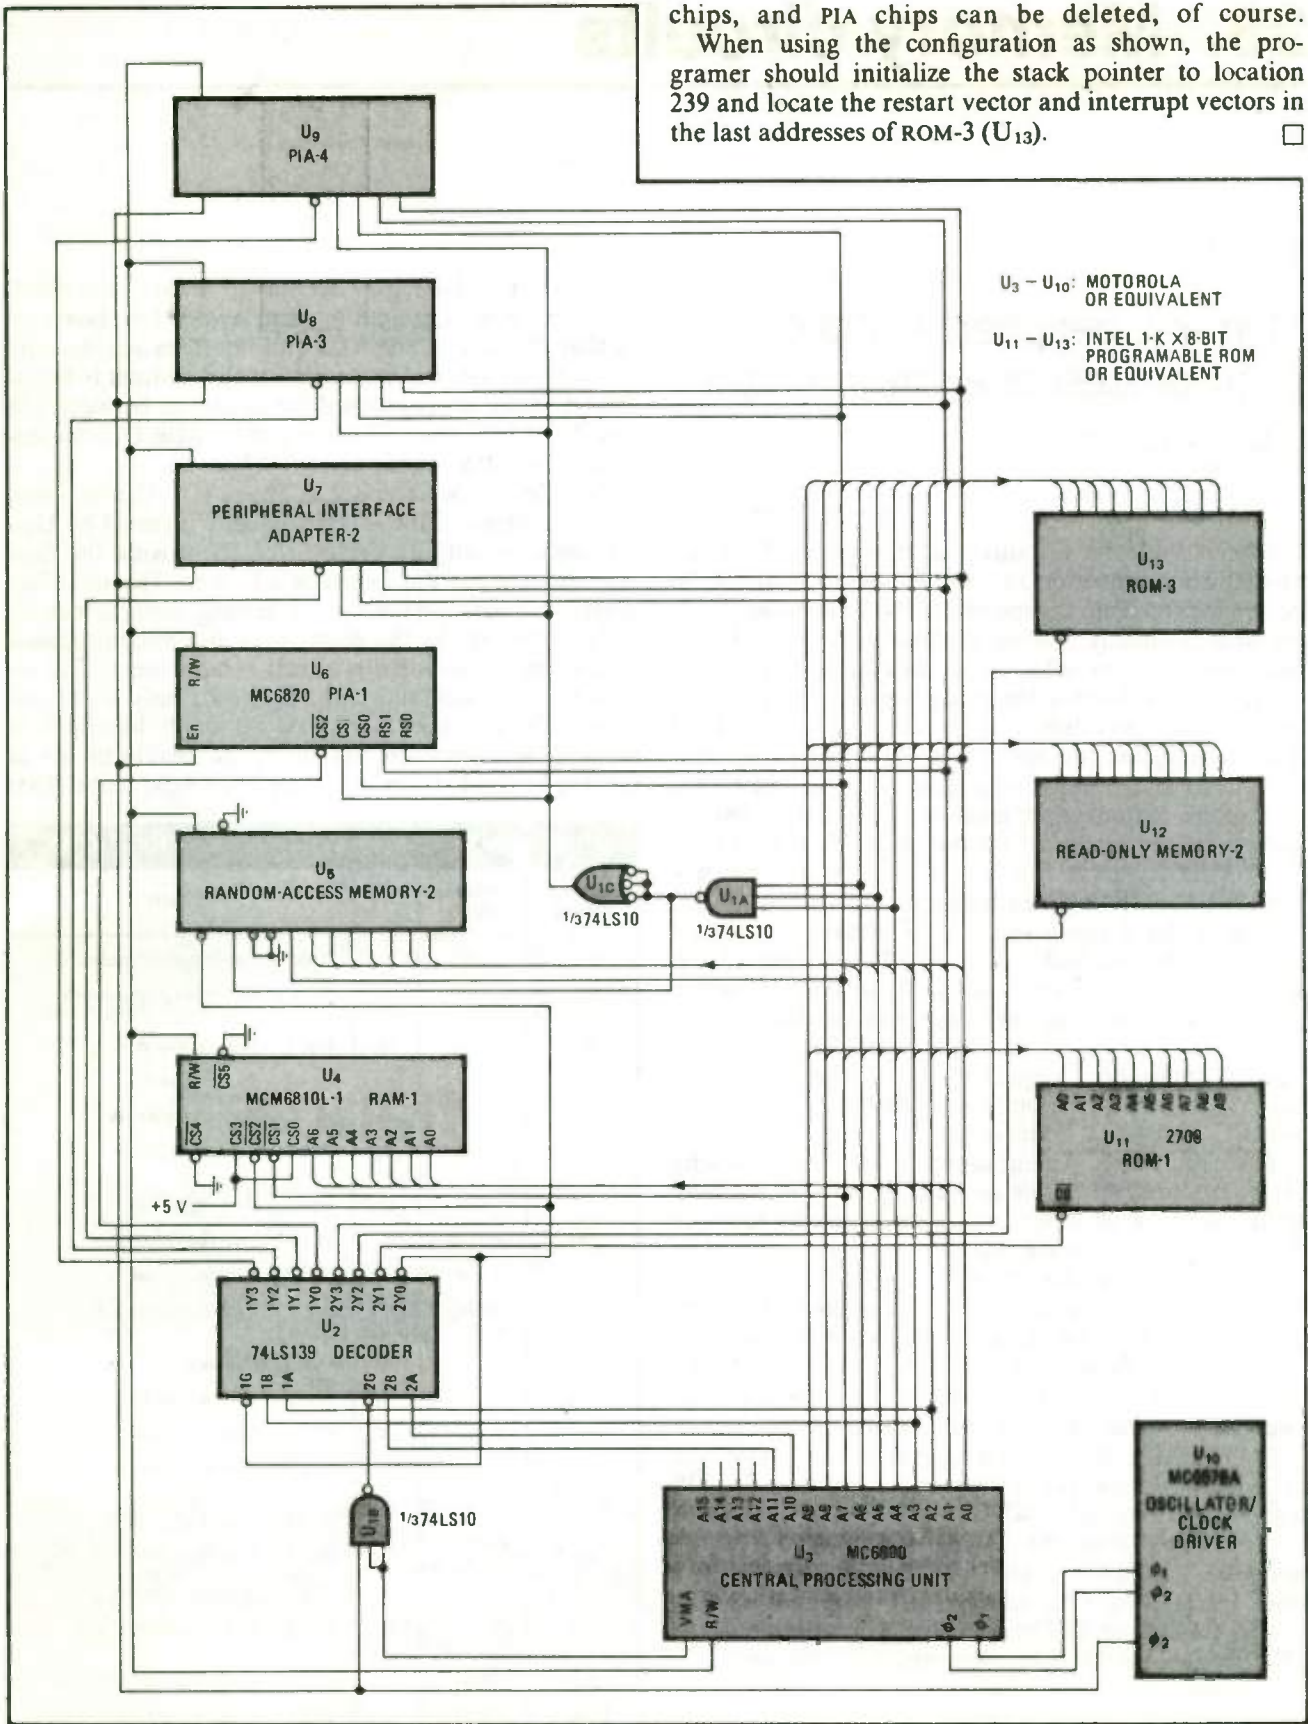 chips, and PIA chips can be deleted, of course.
When using the configuration as shown, the pro-
gramer should initialize the stack pointer to location
239 and locate the restart vector and interrupt vectors in
the last addresses of ROM-3 (U13). □
U9
PIA-4
U8
PIA-3
U3 – U10: MOTOROLA
OR EQUIVALENT
U11 – U13: INTEL 1-K X 8-BIT
PROGRAMABLE ROM
OR EQUIVALENT
U7
PERIPHERAL INTERFACE
ADAPTER-2
U13
ROM-3
R/W
U6
MC6820 PIA-1
En
CS2
CS
CS0
RS1
RS0
U12
READ-ONLY MEMORY-2
U5
RANDOM-ACCESS MEMORY-2
U1C
1/374LS10
U1A
1/374LS10
R/W
CS5
U4
MCM6810L-1 RAM-1
CS4
CS3
CS2
CS1
CS0
A6
A5
A4
A3
A2
A1
A0
+5 V
A0
A1
A2
A3
A4
A5
A6
A7
A8
A9
U11 2708
ROM-1
1Y3
1Y2
1Y1
1Y0
2Y3
2Y2
2Y1
2Y0
U2
74LS139 DECODER
1G
1B
1A
2G
2B
2A
U1B
1/374LS10
A15
A14
A13
A12
A11
A10
A9
A8
A7
A6
A5
A4
A3
A2
A1
A0
U3 MC6800
CENTRAL PROCESSING UNIT
VMA
R/W
ϕ2
ϕ1
U10
OSCILLATOR/
CLOCK
DRIVER
ϕ1
ϕ2
ϕ2